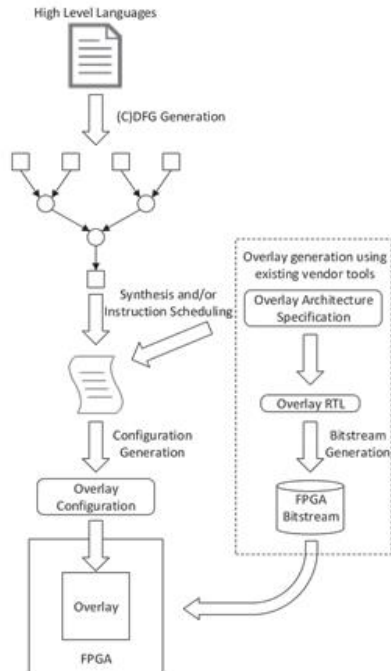 High Level Languages
(C)DFG Generation
Overlay generation using
existing vendor tools
Overlay Architecture
Specification
Synthesis and/or
Instruction Scheduling
Overlay RTL
Configuration
Generation
Bitstream
Generation
Overlay
Configuration
FPGA
Bitstream
Overlay
FPGA